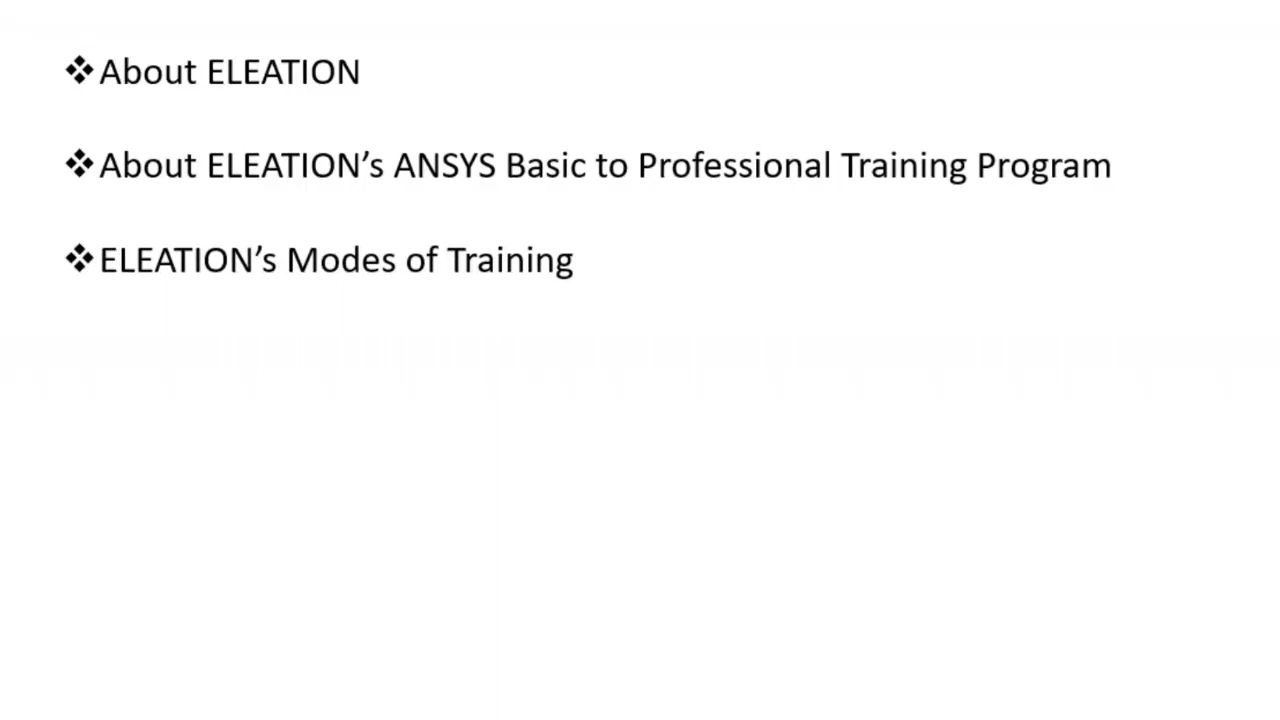 ❖About ELEATION
❖About ELEATION’s ANSYS Basic to Professional Training Program
❖ELEATION’s Modes of Training